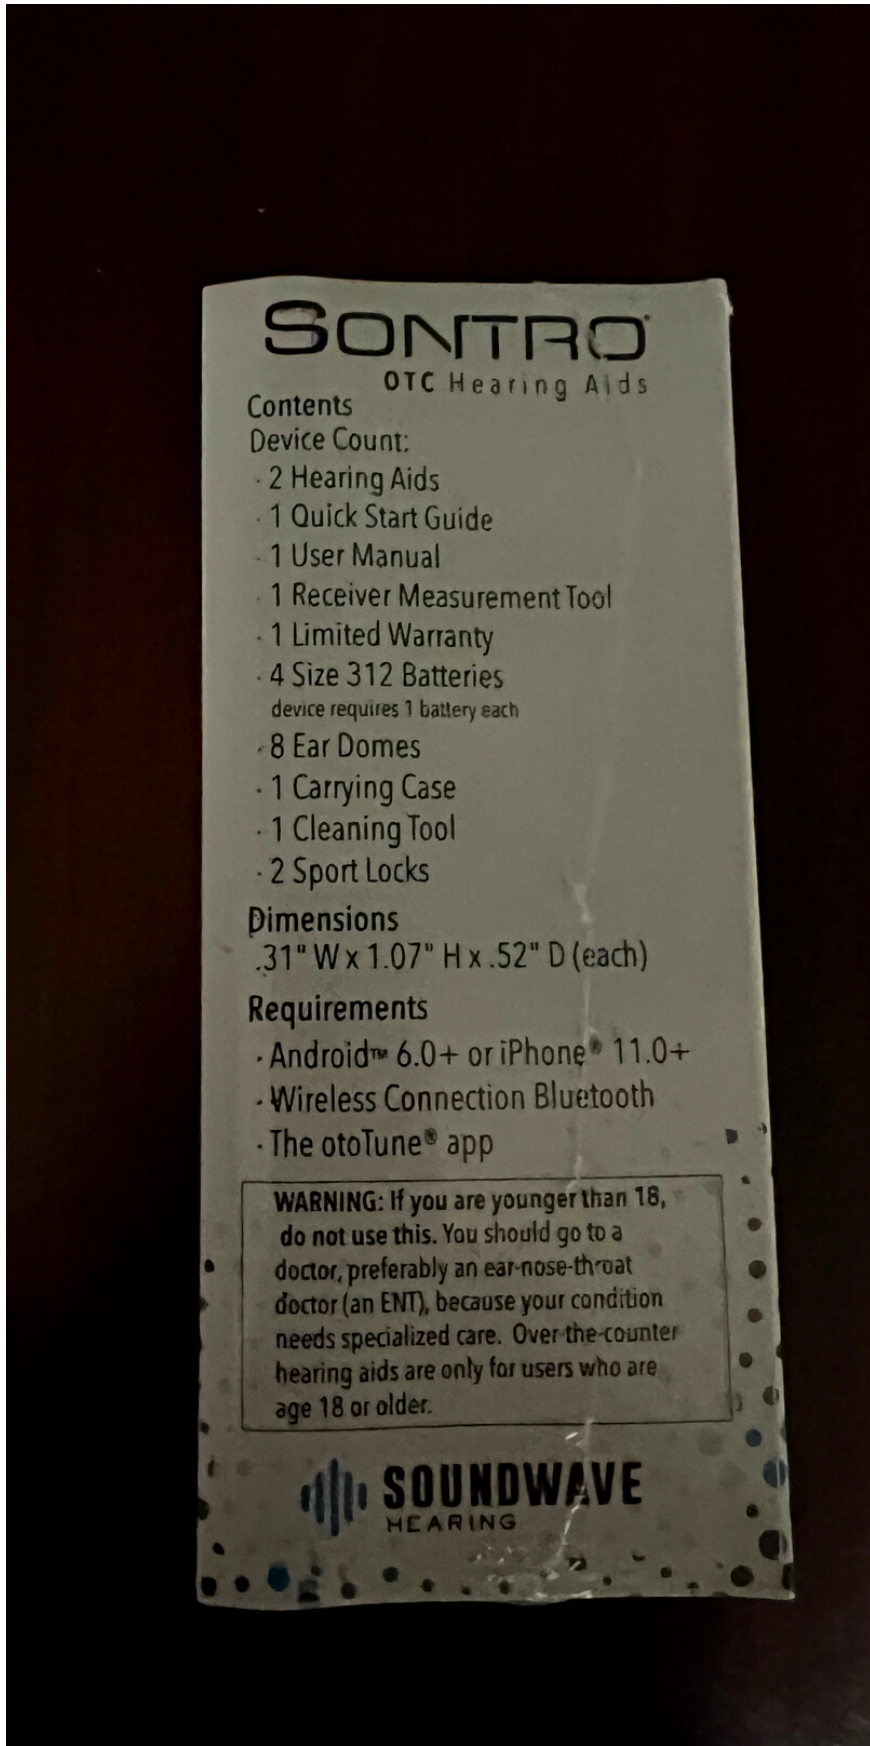 SONTRO
OTC Hearing Aids
Contents
Device Count:
· 2 Hearing Aids
· 1 Quick Start Guide
· 1 User Manual
· 1 Receiver Measurement Tool
· 1 Limited Warranty
· 4 Size 312 Batteries
device requires 1 battery each
· 8 Ear Domes
· 1 Carrying Case
· 1 Cleaning Tool
· 2 Sport Locks
Dimensions
.31" W x 1.07" H x .52" D (each)
Requirements
· Android™ 6.0+ or iPhone® 11.0+
· Wireless Connection Bluetooth
· The otoTune® app
WARNING: If you are younger than 18,
do not use this. You should go to a
doctor, preferably an ear-nose-throat
doctor (an ENT), because your condition
needs specialized care. Over-the-counter
hearing aids are only for users who are
age 18 or older.
SOUNDWAVE
HEARING